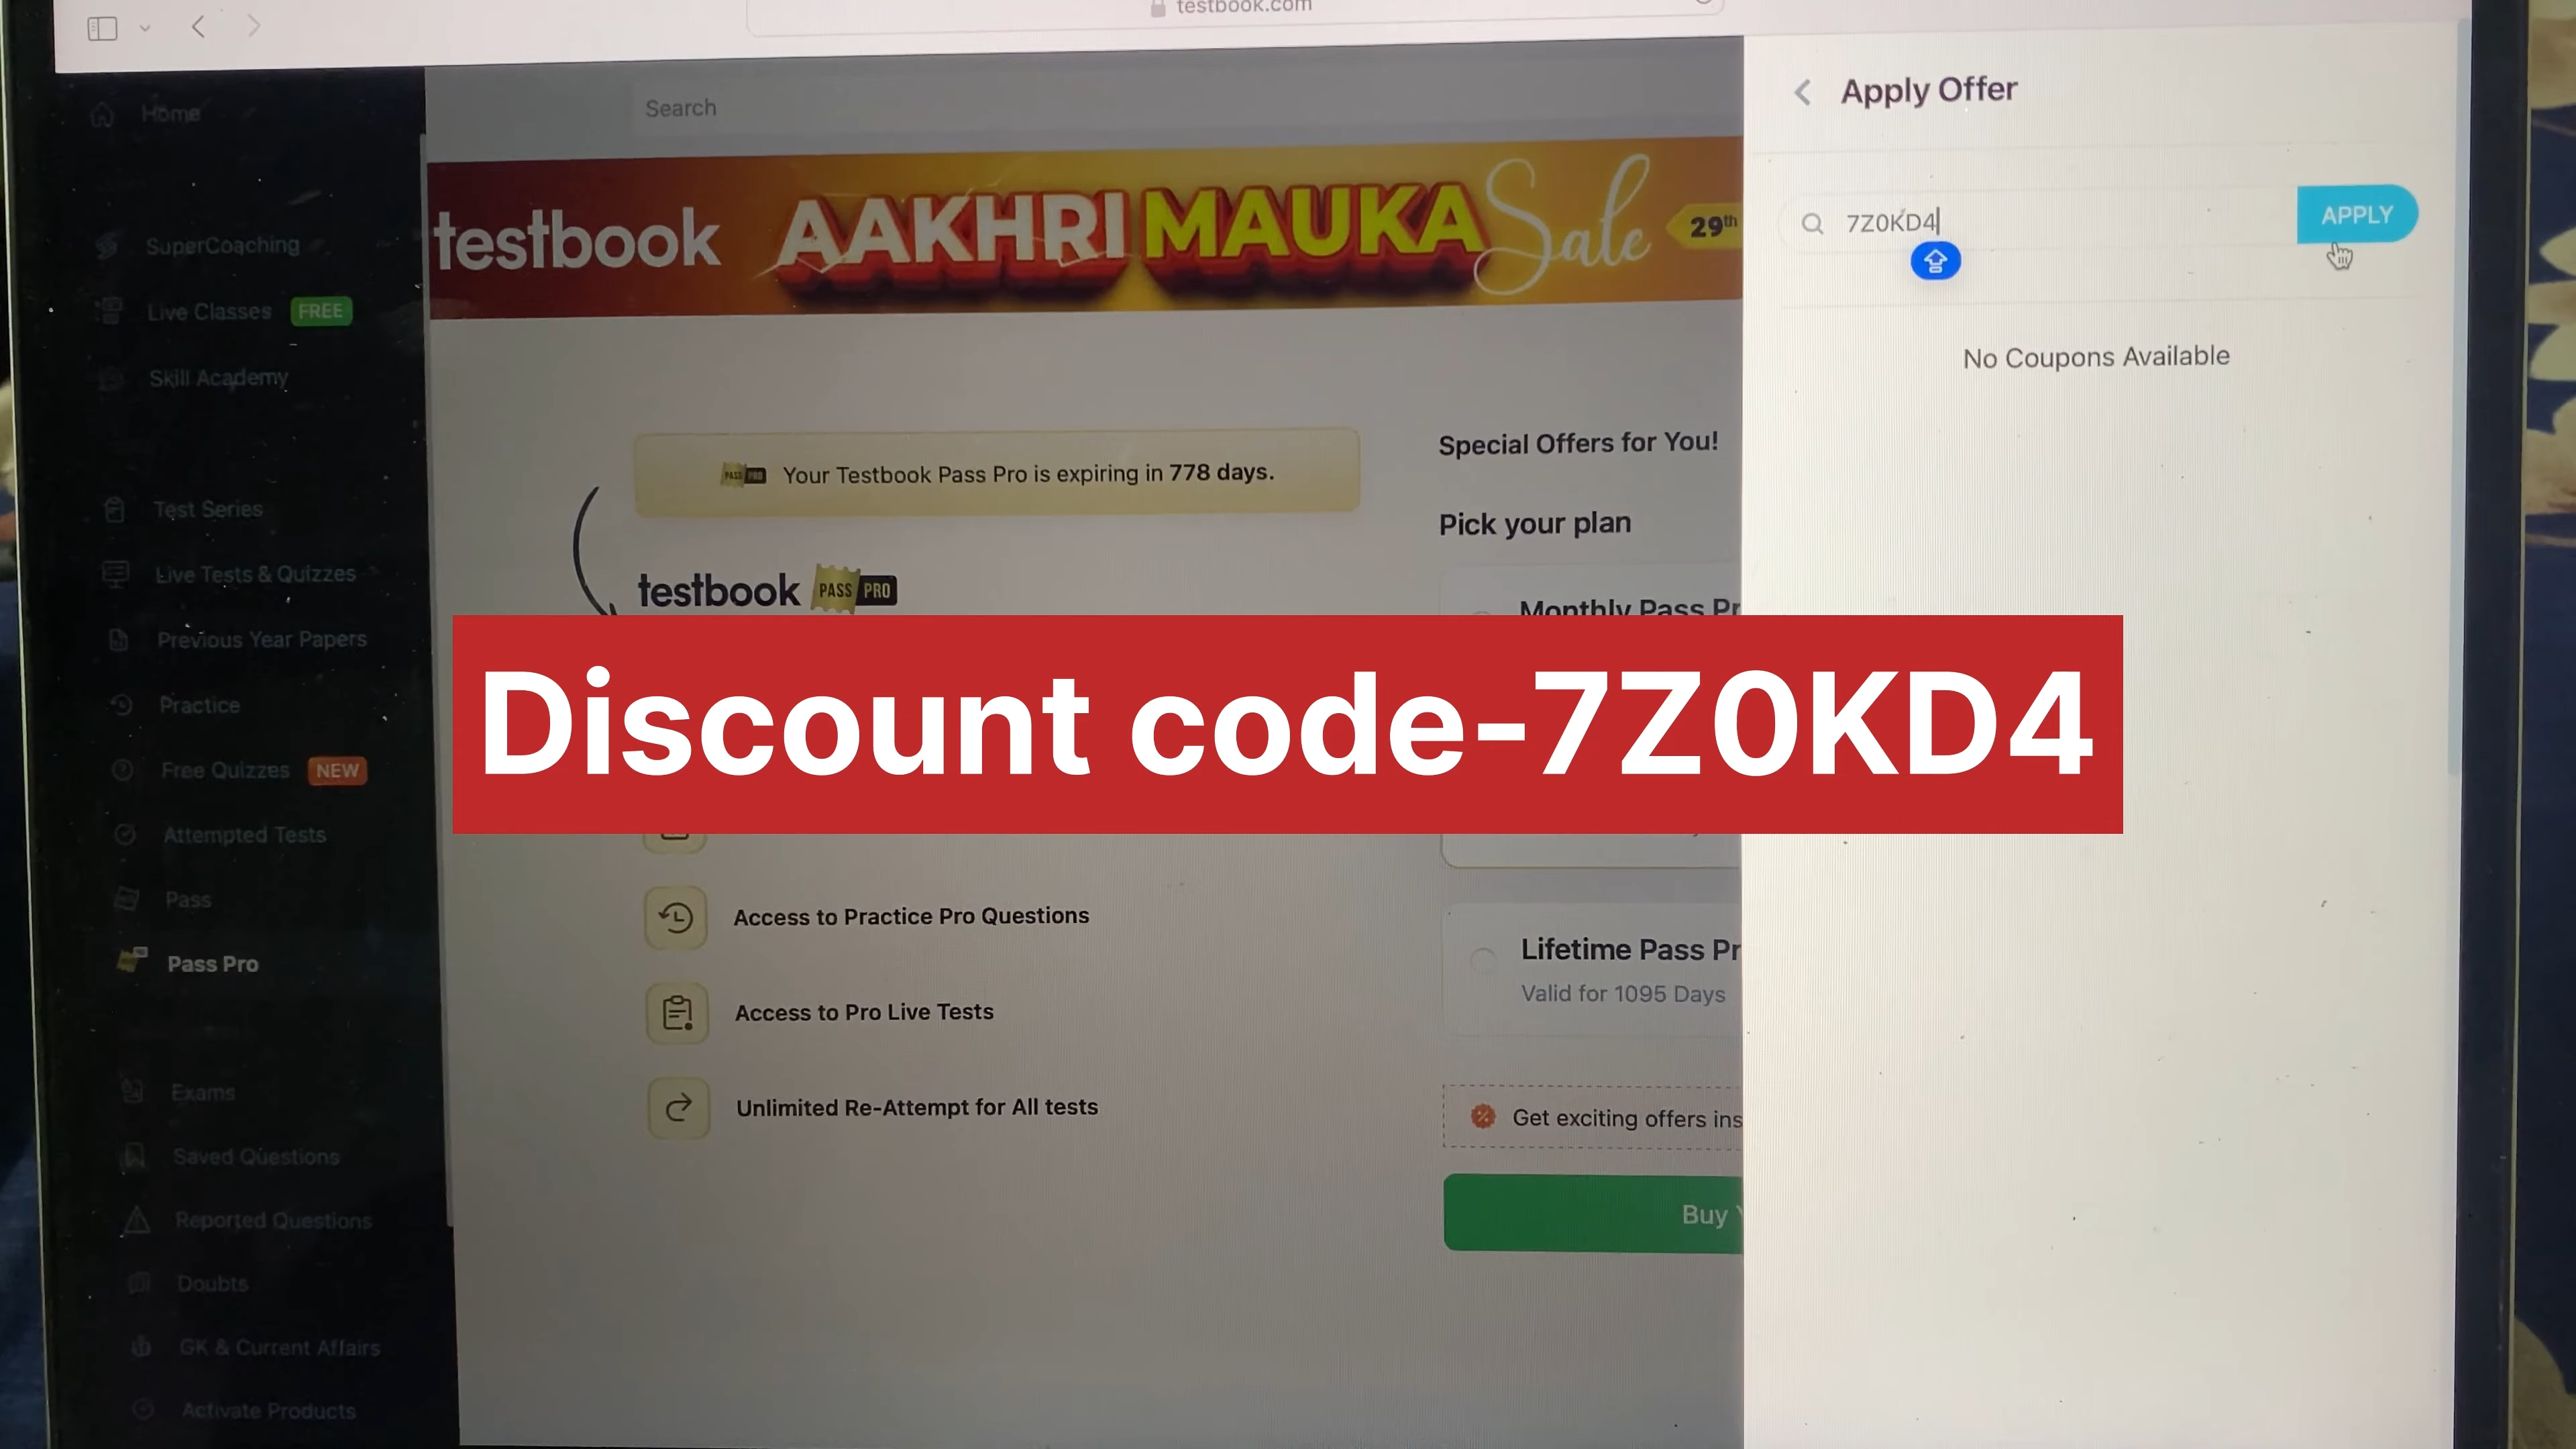 testbook.com
Home
SuperCoaching
Live Classes FREE
Skill Academy
Test Series
Live Tests & Quizzes
Previous Year Papers
Practice
Free Quizzes NEW
Attempted Tests
Pass
Pass Pro
Exams
Saved Questions
Reported Questions
Doubts
GK & Current Affairs
Activate Products
Search
testbook AAKHRI MAUKA Sale 29th
PASS PRO Your Testbook Pass Pro is expiring in 778 days.
testbook PASS PRO
Discount code-7Z0KD4
Access to Practice Pro Questions
Access to Pro Live Tests
Unlimited Re-Attempt for All tests
Special Offers for You!
Pick your plan
Monthly Pass Pr
Lifetime Pass Pr
Valid for 1095 Days
Get exciting offers ins
Buy
Apply Offer
7Z0KD4
APPLY
No Coupons Available